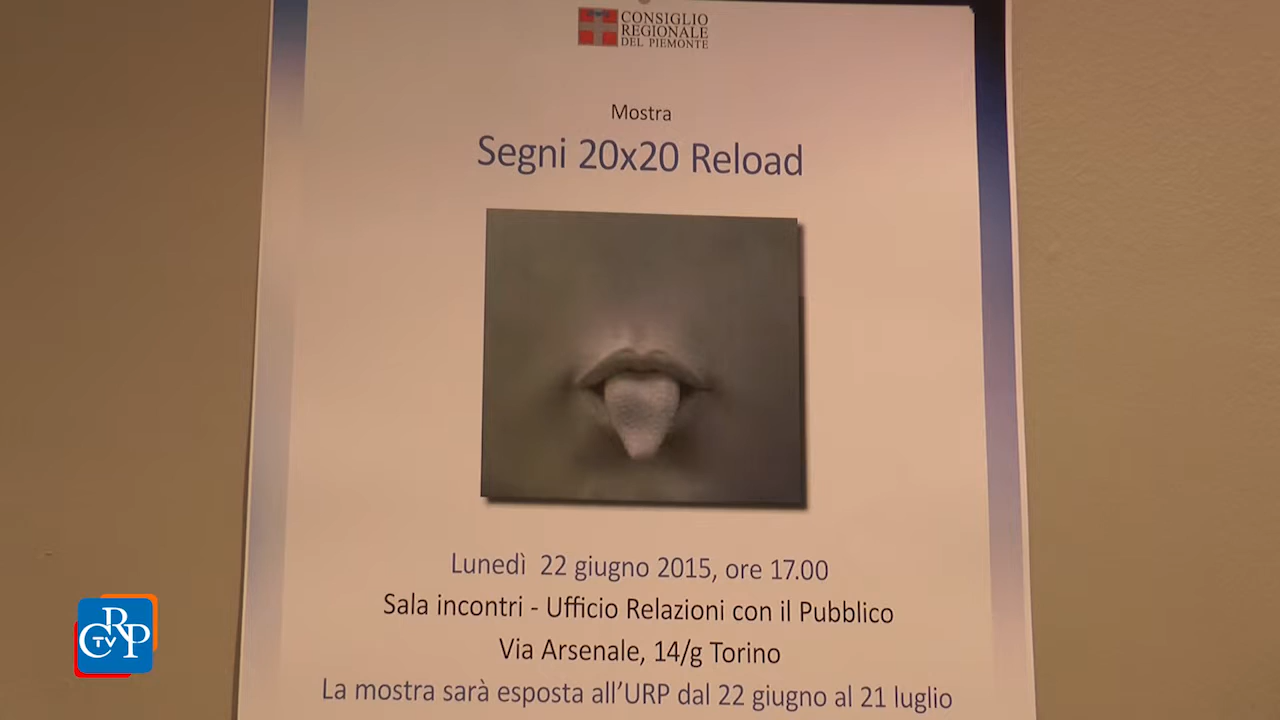 CONSIGLIO
REGIONALE
DEL PIEMONTE
Mostra
Segni 20x20 Reload
Lunedì 22 giugno 2015, ore 17.00
Sala incontri - Ufficio Relazioni con il Pubblico
Via Arsenale, 14/g Torino
La mostra sarà esposta all'URP dal 22 giugno al 21 luglio
CRP
TV